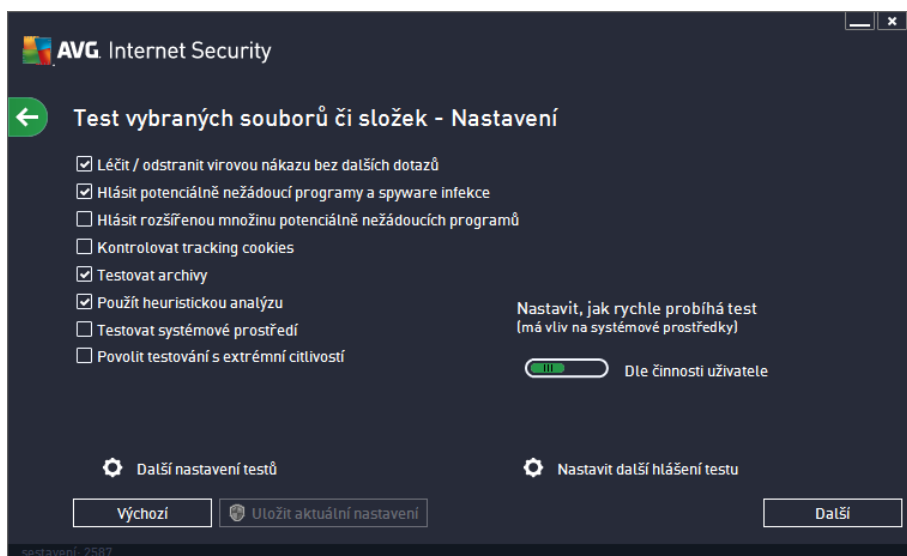 AVG. Internet Security
Test vybraných souborů či složek - Nastavení
Léčit / odstranit virovou nákazu bez dalších dotazů
Hlásit potenciálně nežádoucí programy a spyware infekce
Hlásit rozšířenou množinu potenciálně nežádoucích programů
Kontrolovat tracking cookies
Testovat archivy
Použít heuristickou analýzu
Testovat systémové prostředí
Povolit testování s extrémní citlivostí
Nastavit, jak rychle probíhá test
(má vliv na systémové prostředky)
Dle činnosti uživatele
Další nastavení testů
Nastavit další hlášení testu
Výchozí
Uložit aktuální nastavení
Další
sestavení: 2587